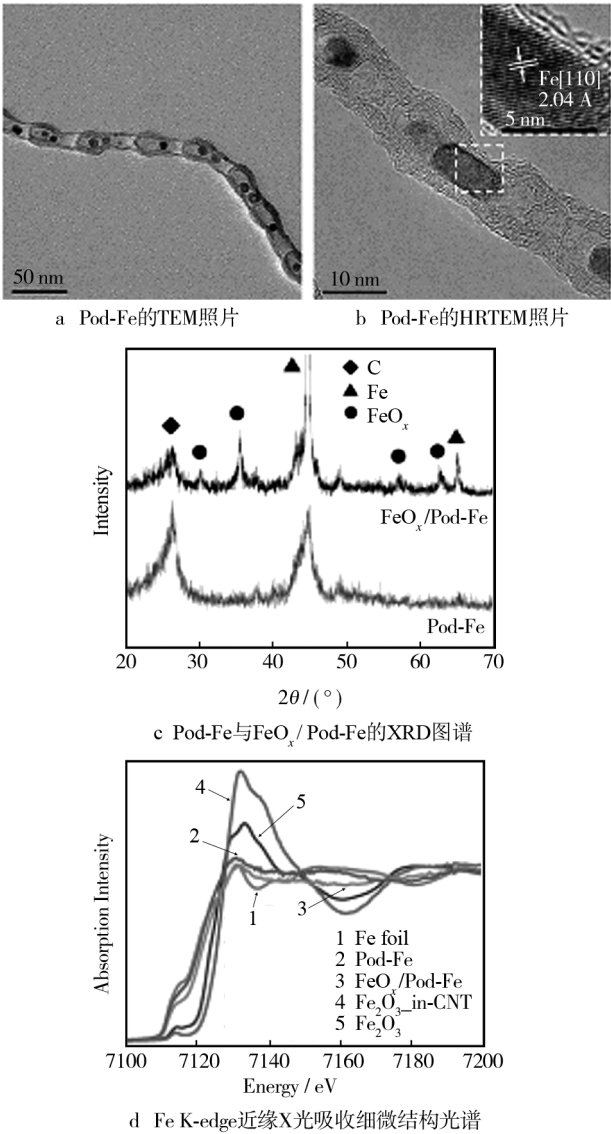 Fe[110]
2.04 A
5 nm
50 nm
10 nm
a Pod-Fe的TEM照片
b Pod-Fe的HRTEM照片
C
Fe
FeOx
Intensity
FeOx/Pod-Fe
Pod-Fe
20 30 40 50 60 70
2θ/(°)
c Pod-Fe与FeOx/ Pod-Fe的XRD图谱
4
5
2
3
1
Absorption Intensity
1 Fe foil
2 Pod-Fe
3 FeOx/Pod-Fe
4 Fe2O3_in-CNT
5 Fe2O3
7100 7120 7140 7160 7180 7200
Energy / eV
d Fe K-edge近缘X光吸收细微结构光谱